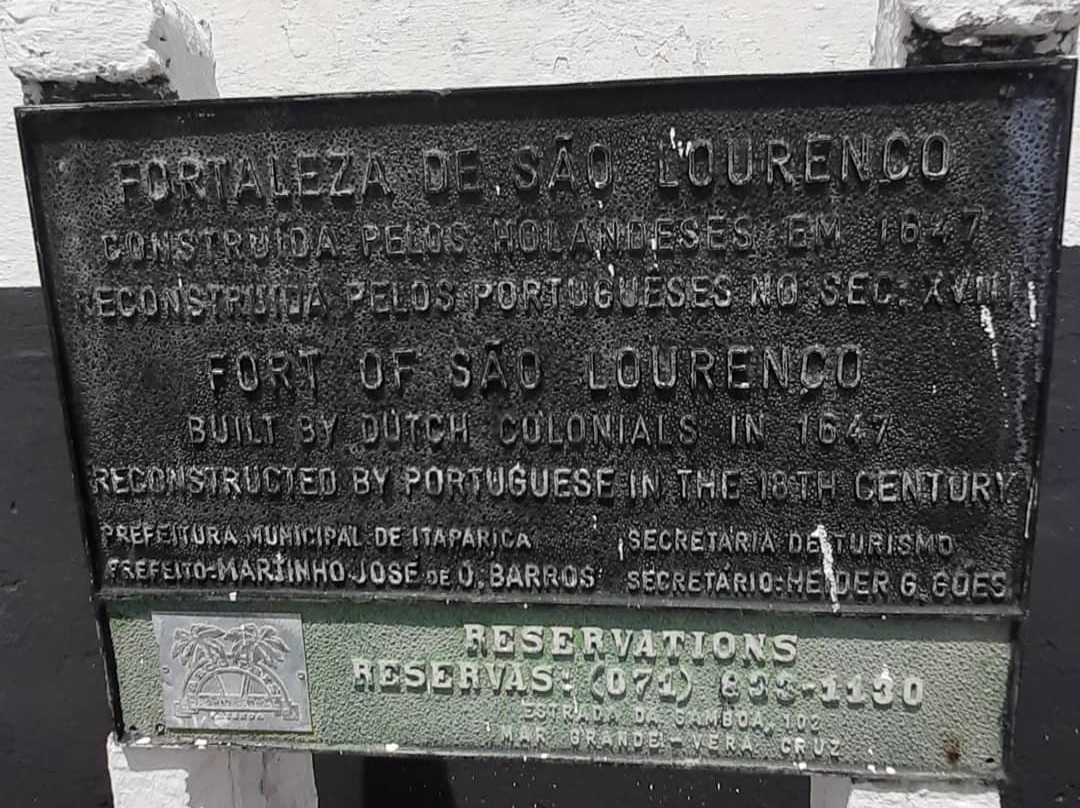 FORTALEZA DE SÃO LOURENÇO
CONSTRUIDA PELOS HOLANDESES EM 1647
RECONSTRUIDA PELOS PORTUGUESES NO SEC. XVIII
FORT OF SÃO LOURENÇO
BUILT BY DUTCH COLONIALS IN 1647
RECONSTRUCTED BY PORTUGUESE IN THE 18TH CENTURY
PREFEITURA MUNICIPAL DE ITAPARICA
PREFEITO: MARTINHO JOSÉ DE O. BARROS
SECRETARIA DE TURISMO
SECRETÁRIO: HELDER G. GÓES
RESERVATIONS
RESERVAS: (071) 833-1130
ESTRADA DA GAMBOA, 102
MAR GRANDE - VERA CRUZ